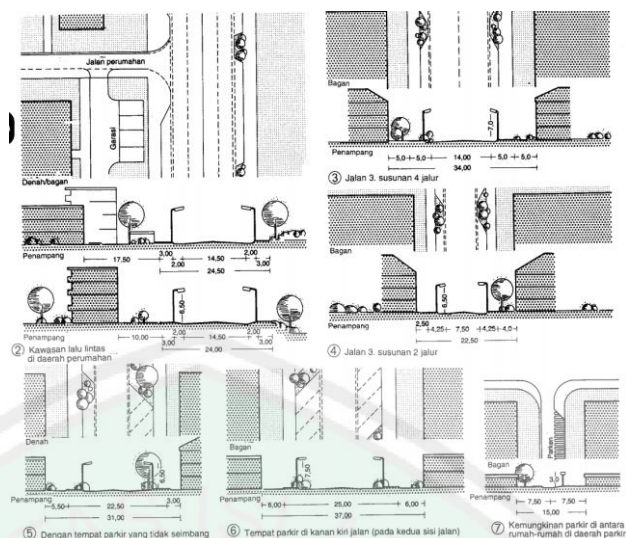 Jalan perumahan
Garasi
Denah/bagan
Penampang
17,50
3,00
2,00
14,50
2,00
3,00
24,50
6,50
Penampang
10,00
2,00
3,00
14,50
2,00
3,00
24,00
② Kawasan lalu lintas
di daerah perumahan
Bagan
7,0
Penampang
5,0
5,0
14,00
5,0
5,0
34,00
③ Jalan 3. susunan 4 jalur
Bagan
6,50
Penampang
2,50
4,25
7,50
4,25
4,0
22,50
④ Jalan 3. susunan 2 jalur
Denah
6,50
Penampang
5,50
22,50
3,00
31,00
⑤ Dengan tempat parkir yang tidak seimbang
Bagan
7,50
Penampang
6,00
25,00
6,00
37,00
⑥ Tempat parkir di kanan kiri jalan (pada kedua sisi jalan)
Parkan
Bagan
Penampang
7,50
7,50
15,00
⑦ Kemungkinan parkir di antara
rumah-rumah di daerah parkir